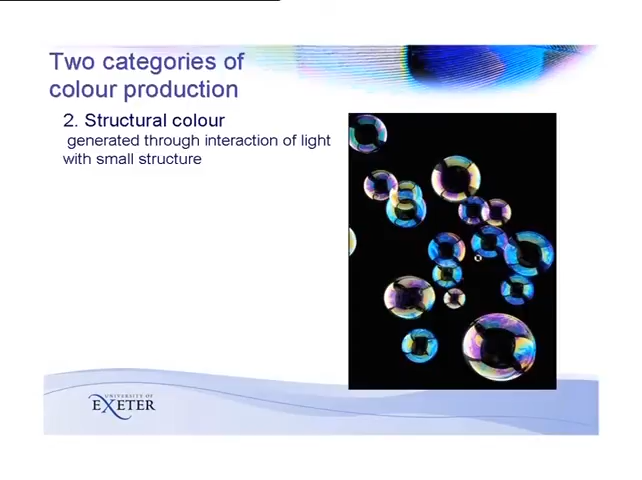 Two categories of
colour production
2. Structural colour
generated through interaction of light
with small structure
UNIVERSITY OF
EXETER